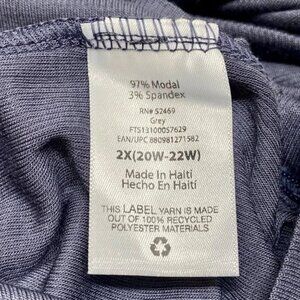 97% Modal
3% Spandex
RN# 52469
Grey
FTS13100057629
EAN/UPC 880981271582
2X(20W-22W)
Made In Haiti
Hecho En Haití
THIS LABEL YARN IS MADE
OUT OF 100% RECYCLED
POLYESTER MATERIALS